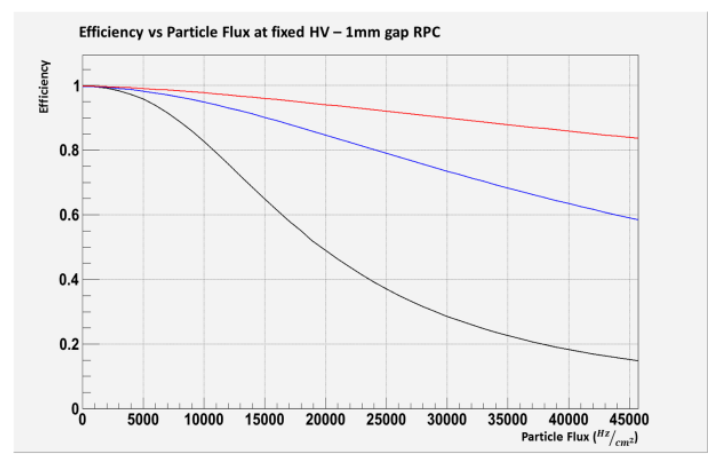 Efficiency vs Particle Flux at fixed HV – 1mm gap RPC
Efficiency
1
0.8
0.6
0.4
0.2
0
0 5000 10000 15000 20000 25000 30000 35000 40000 45000
Particle Flux (Hz/cm²)